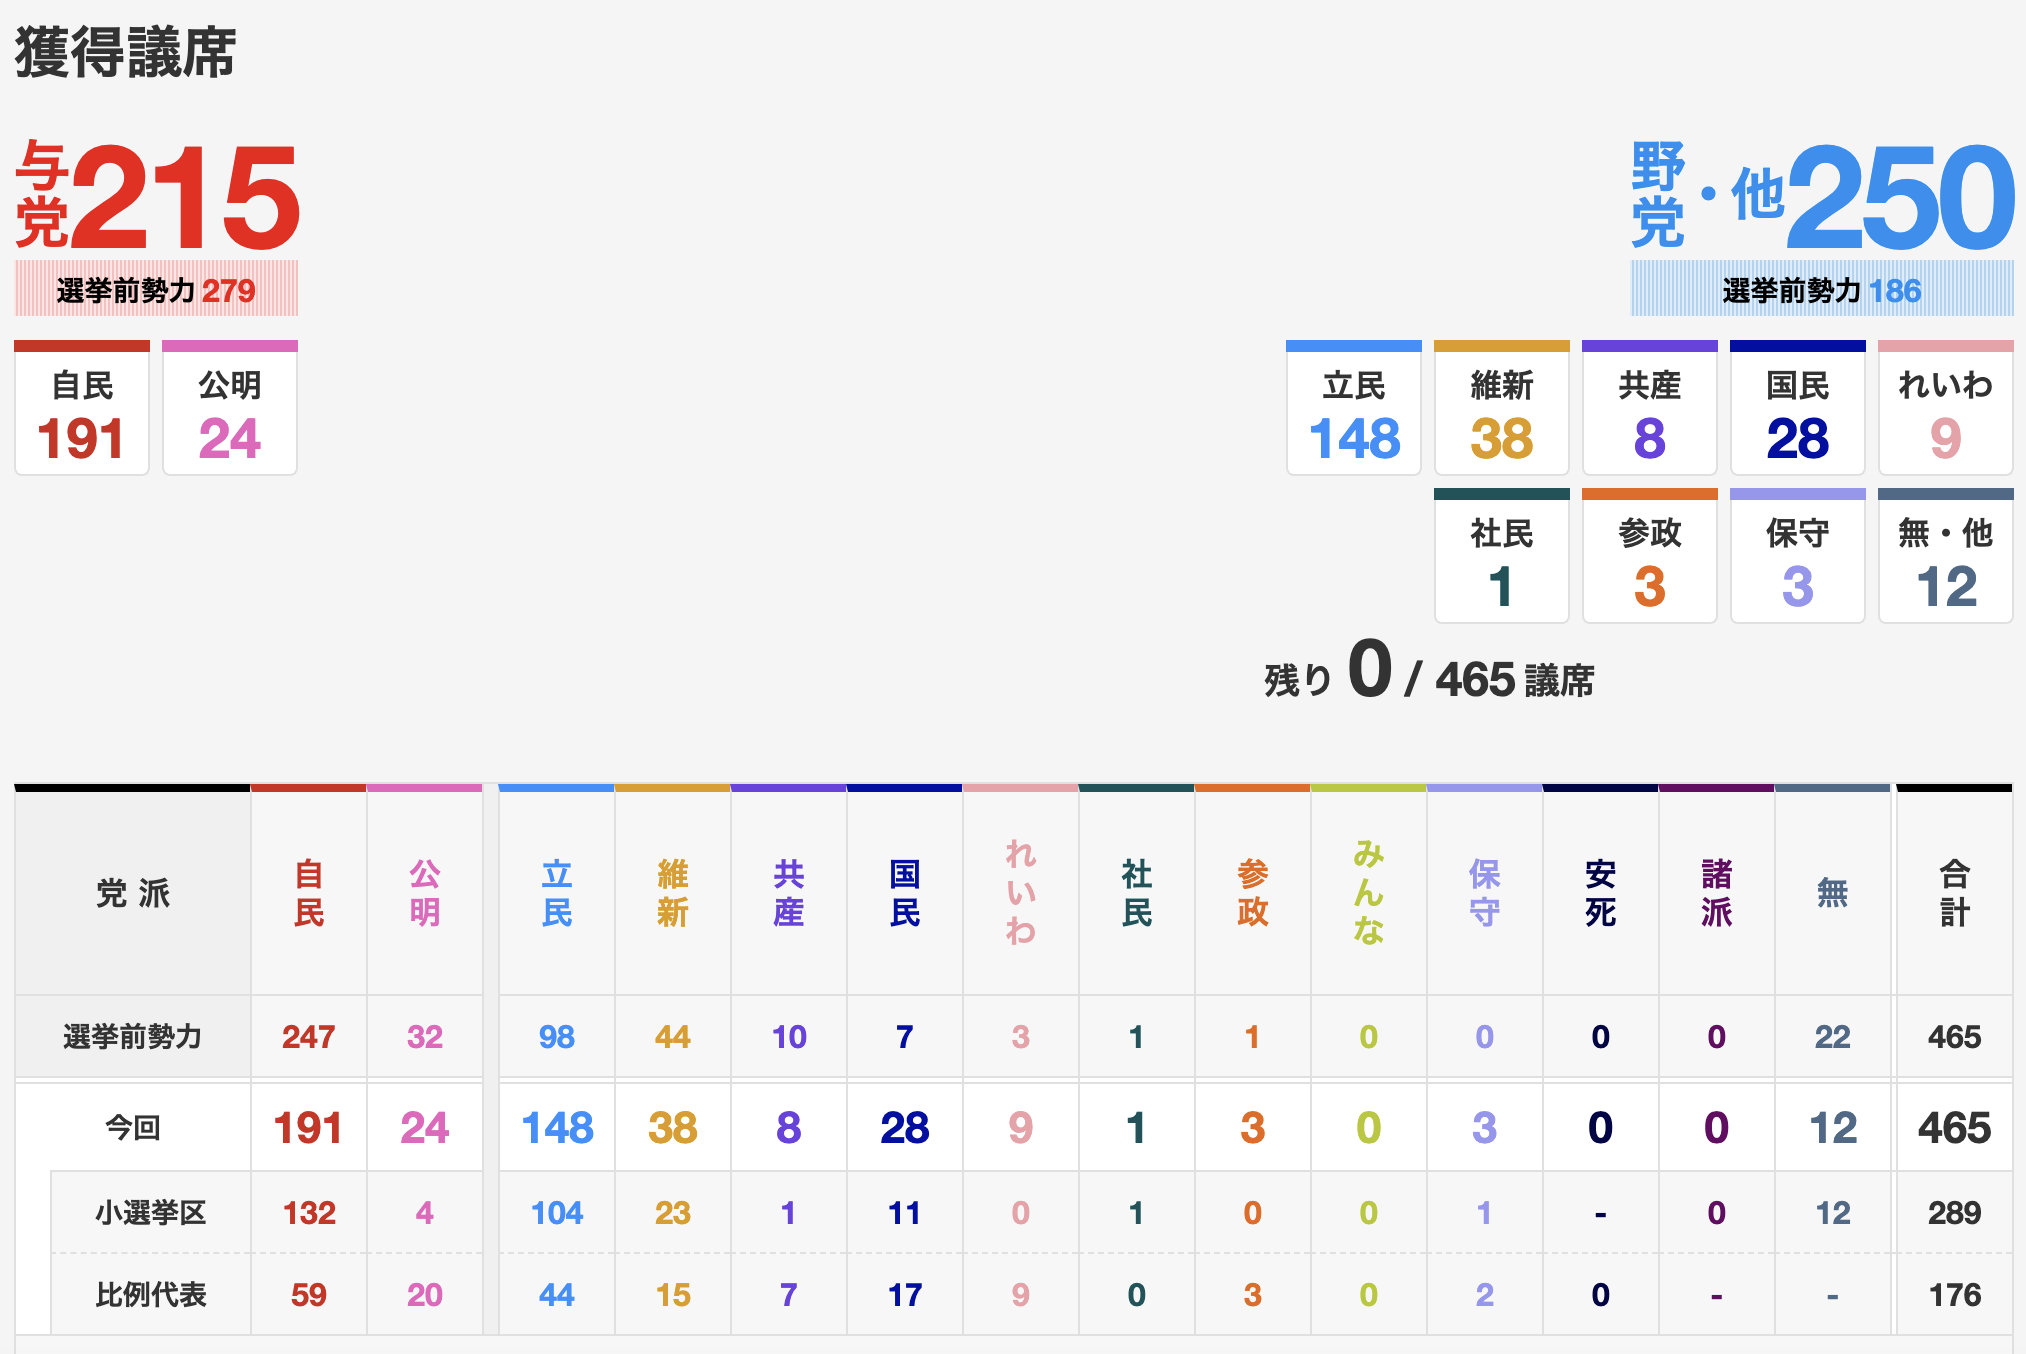 獲得議席
与党215
野党・他250
選挙前勢力 279
選挙前勢力 186
自民 公明 立民 維新 共産 国民 れいわ
191 24 148 38 8 28 9
社民 参政 保守 無・他
1 3 3 12
残り 0 / 465 議席
党派 自民 公明 立民 維新 共産 国民 れいわ 社民 参政 みんな 保守 安死 諸派 無 合計
選挙前勢力 247 32 98 44 10 7 3 1 1 0 0 0 0 22 465
今回 191 24 148 38 8 28 9 1 3 0 3 0 0 12 465
小選挙区 132 4 104 23 1 11 0 1 0 0 1 - 0 12 289
比例代表 59 20 44 15 7 17 9 0 3 0 2 0 - - 176